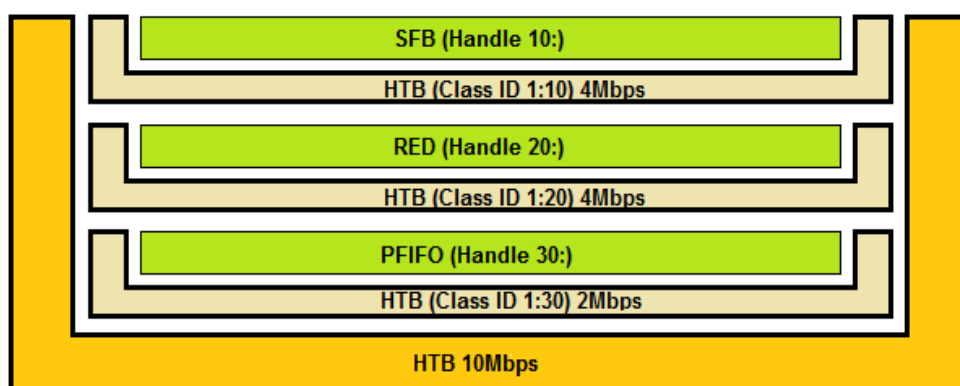 SFB (Handle 10:)
HTB (Class ID 1:10) 4Mbps
RED (Handle 20:)
HTB (Class ID 1:20) 4Mbps
PFIFO (Handle 30:)
HTB (Class ID 1:30) 2Mbps
HTB 10Mbps